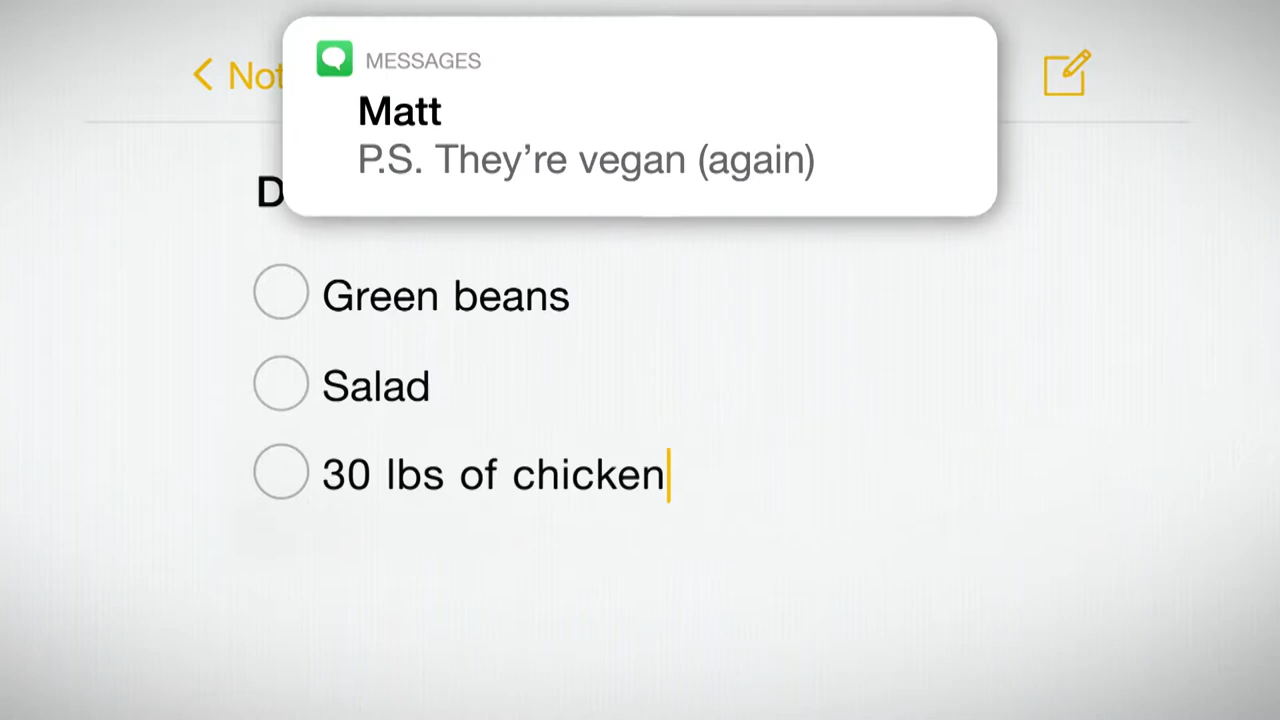 Not
MESSAGES
Matt
P.S. They’re vegan (again)
D
Green beans
Salad
30 lbs of chicken